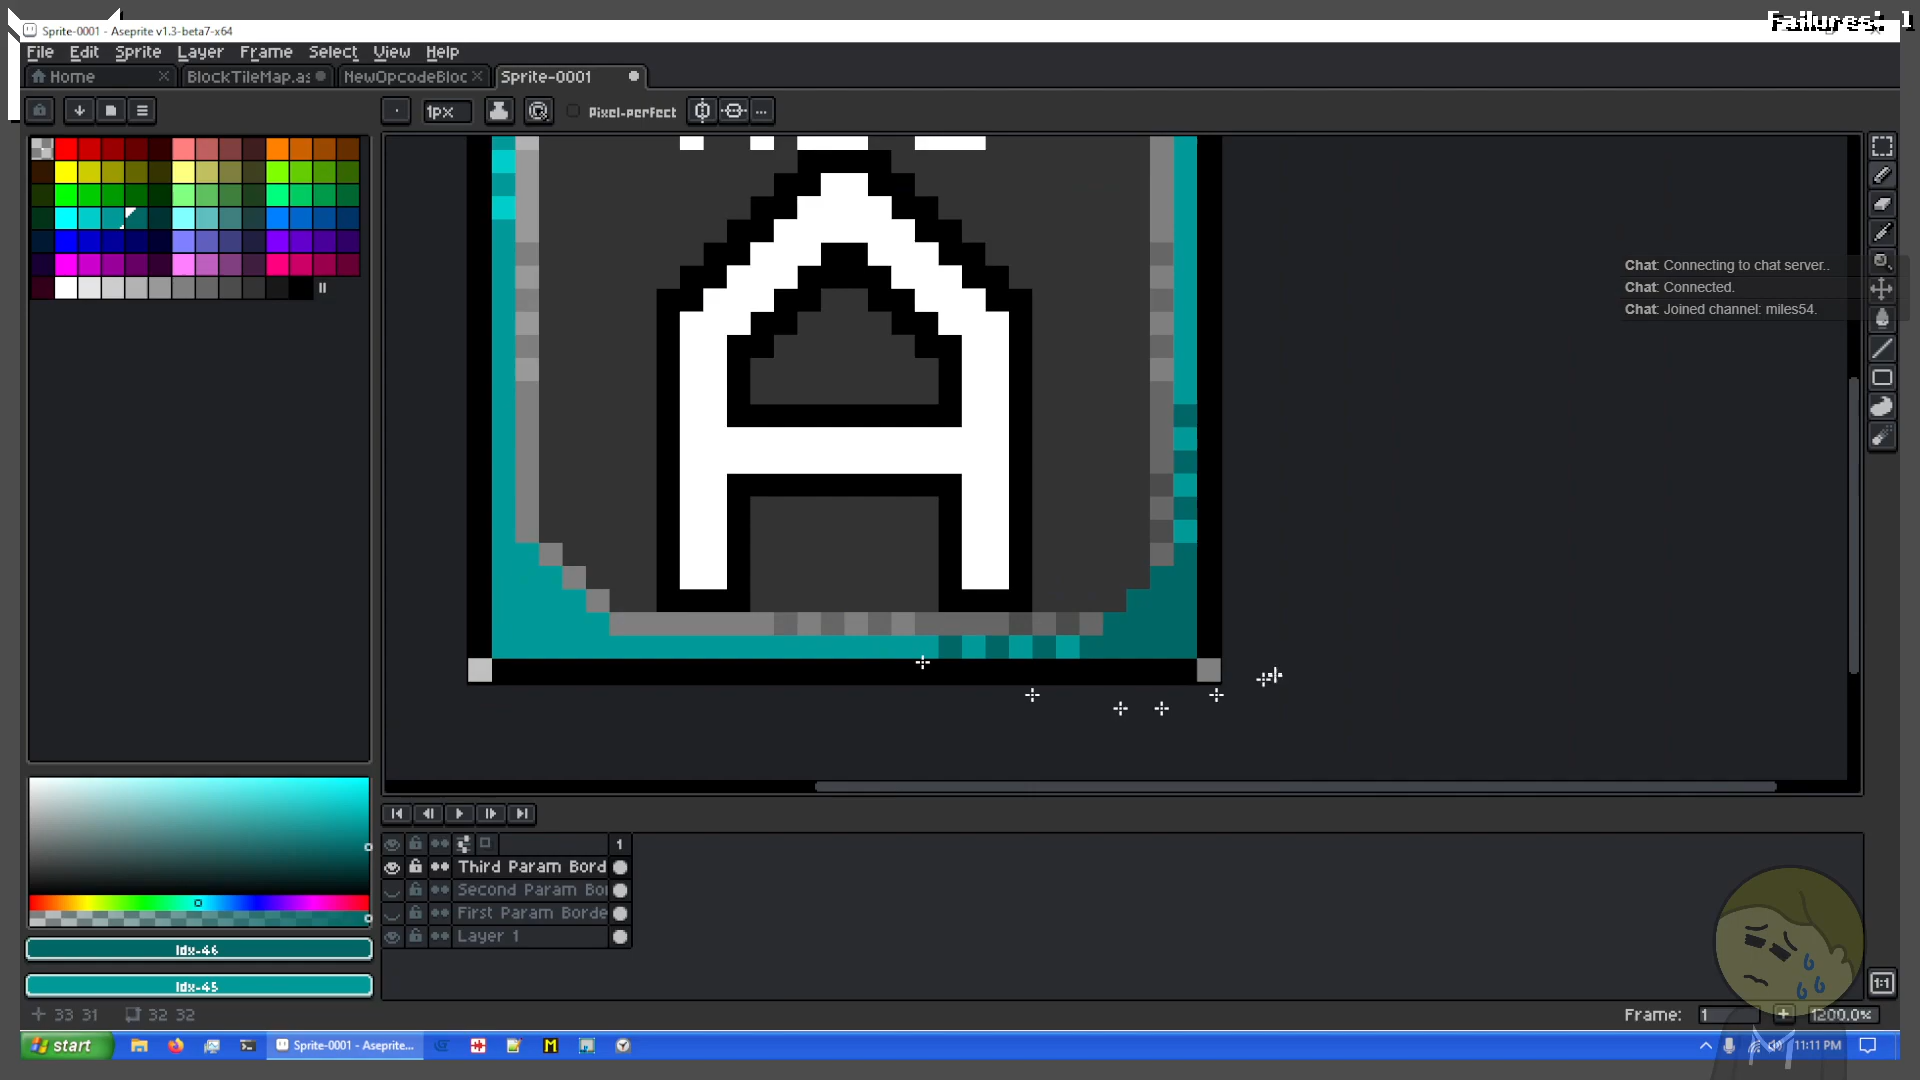 Failures: 1
Sprite-0001 - Aseprite v1.3-beta7-x64
File Edit Sprite Layer Frame Select View Help
Home BlockTileMap.as NewOpcodeBloc Sprite-0001
1px Pixel-perfect ...
Chat: Connecting to chat server..
Chat: Connected.
Chat: Joined channel: miles54.
A
1
Third Param Bord
Second Param Bor
First Param Borde
Layer 1
Idx-46
Idx-45
1:1
33 31 32 32
Frame: 1 + 1200.0%
start Sprite-0001 - Aseprite... M 11:11 PM